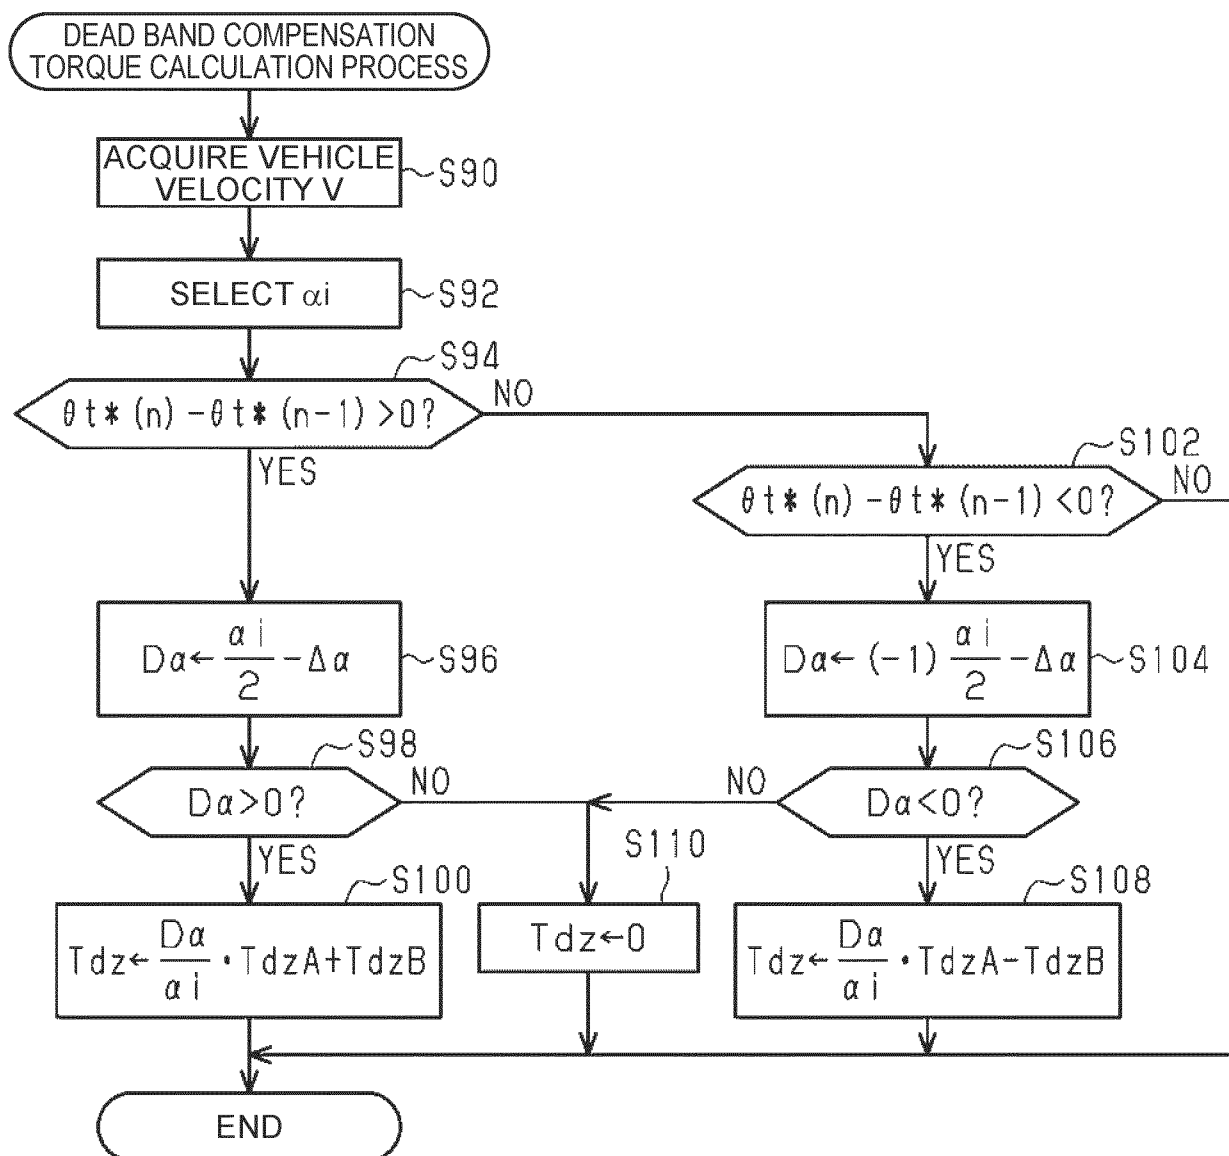 DEAD BAND COMPENSATION
TORQUE CALCULATION PROCESS
ACQUIRE VEHICLE
VELOCITY V
S90
SELECT αi
S92
S94
θt*(n)-θt*(n-1)>0?
NO
YES
S102
θt*(n)-θt*(n-1)<0?
NO
YES
Dα←αi/2-Δα
S96
Dα←(-1)αi/2-Δα
S104
S98
Dα>0?
NO
YES
S106
Dα<0?
NO
YES
S100
Tdz←Dα/αi・TdzA+TdzB
S110
Tdz←0
S108
Tdz←Dα/αi・TdzA-TdzB
END